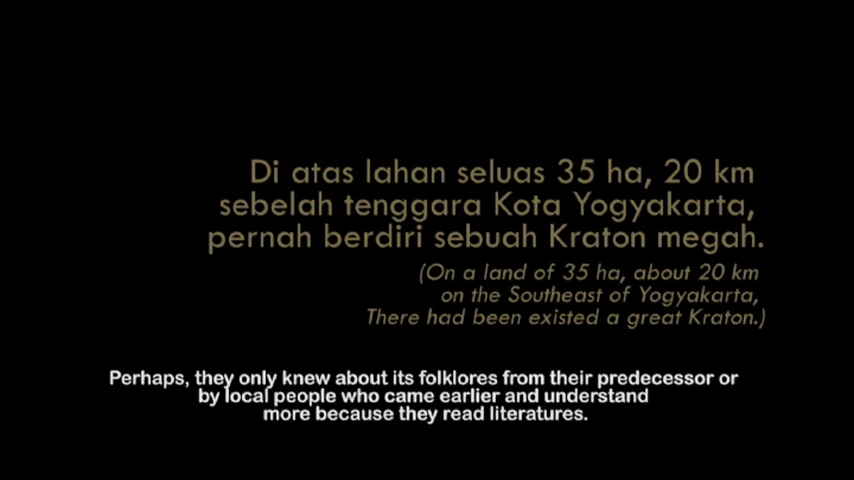 Di atas lahan seluas 35 ha, 20 km
sebelah tenggara Kota Yogyakarta,
pernah berdiri sebuah Kraton megah.
(On a land of 35 ha, about 20 km
on the Southeast of Yogyakarta,
There had been existed a great Kraton.)
Perhaps, they only knew about its folklores from their predecessor or
by local people who came earlier and understand
more because they read literatures.